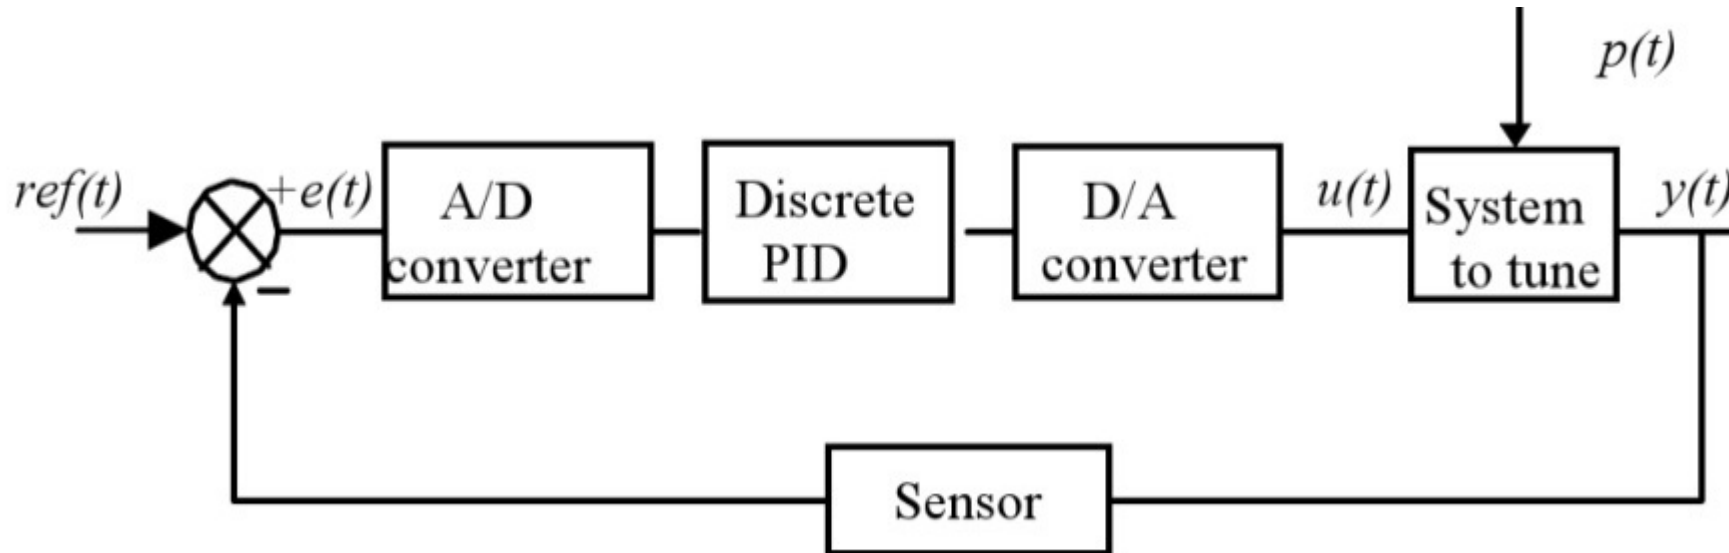 p(t)
ref(t)
+e(t)
A/D
converter
Discrete
PID
D/A
converter
u(t)
System
to tune
y(t)
−
Sensor